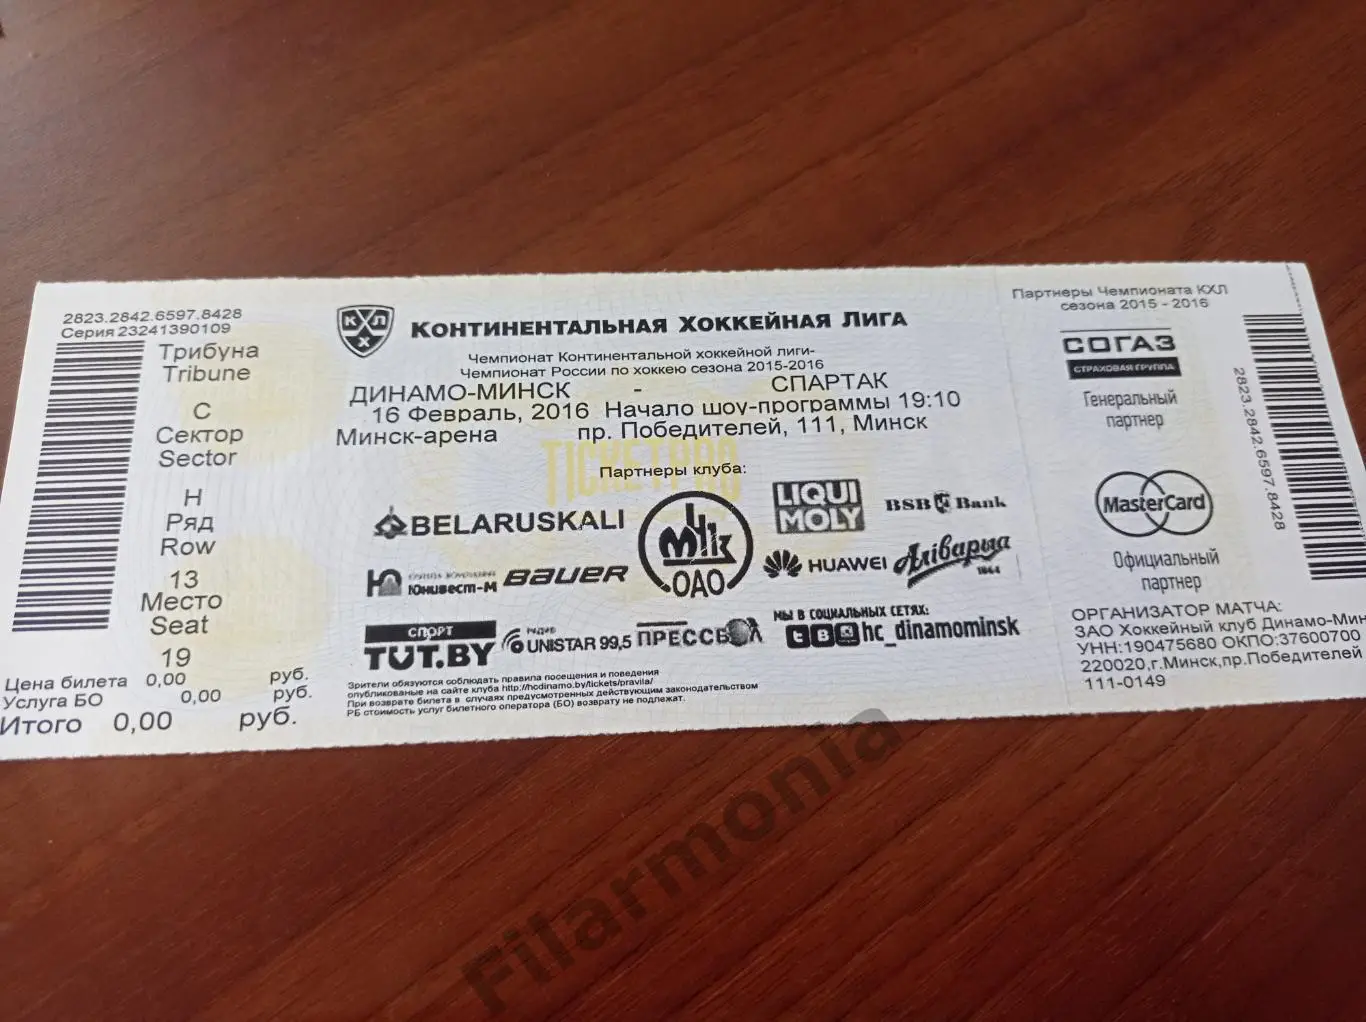 2823.2842.6597.8428
Серия 23241390109
Трибуна
Tribune
C
Сектор
Sector
H
Ряд
Row
13
Место
Seat
19
Цена билета 0,00 руб.
Услуга БО 0,00 руб.
Итого 0,00 руб.
КХЛ
Континентальная Хоккейная Лига
Чемпионат Континентальной хоккейной лиги-
Чемпионат России по хоккею сезона 2015-2016
ДИНАМО-МИНСК - СПАРТАК
16 Февраль, 2016 Начало шоу-программы 19:10
Минск-арена пр. Победителей, 111, Минск
TICKETPRO
Партнеры клуба:
BELARUSKALI
МЧПК
ОАО
LIQUI
MOLY
BSB Bank
Юнивест-М
BAUER
HUAWEI
Аліварыя
1864
СПОРТ
TUT.BY
РАДИО
UNISTAR 99,5
ПРЕССБОЛ
МЫ В СОЦИАЛЬНЫХ СЕТЯХ:
hc_dinamominsk
Зрители обязуются соблюдать правила посещения и поведения
опубликованые на сайте клуба http://hcdinamo.by/tickets/pravila/
При возврате билета в случаях предусмотренных действующим законодательством
РБ стоимость услуг билетного оператора (БО) возврату не подлежат.
Партнеры Чемпионата КХЛ
сезона 2015 - 2016
СОГАЗ
СТРАХОВАЯ ГРУППА
Генеральный
партнер
MasterCard
Официальный
партнер
ОРГАНИЗАТОР МАТЧА:
ЗАО Хоккейный клуб Динамо-Мин
УНН:190475680 ОКПО:37600700
220020,г.Минск,пр.Победителей
111-0149
2823.2842.6597.8428
Filarmonia